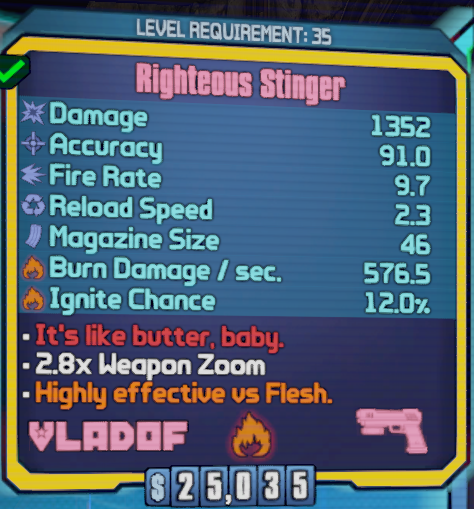 LEVEL REQUIREMENT: 35
Righteous Stinger
Damage 1352
Accuracy 91.0
Fire Rate 9.7
Reload Speed 2.3
Magazine Size 46
Burn Damage / sec. 576.5
Ignite Chance 12.0%
• It's like butter, baby.
• 2.8x Weapon Zoom
• Highly effective vs Flesh.
VLADOF
$25,035